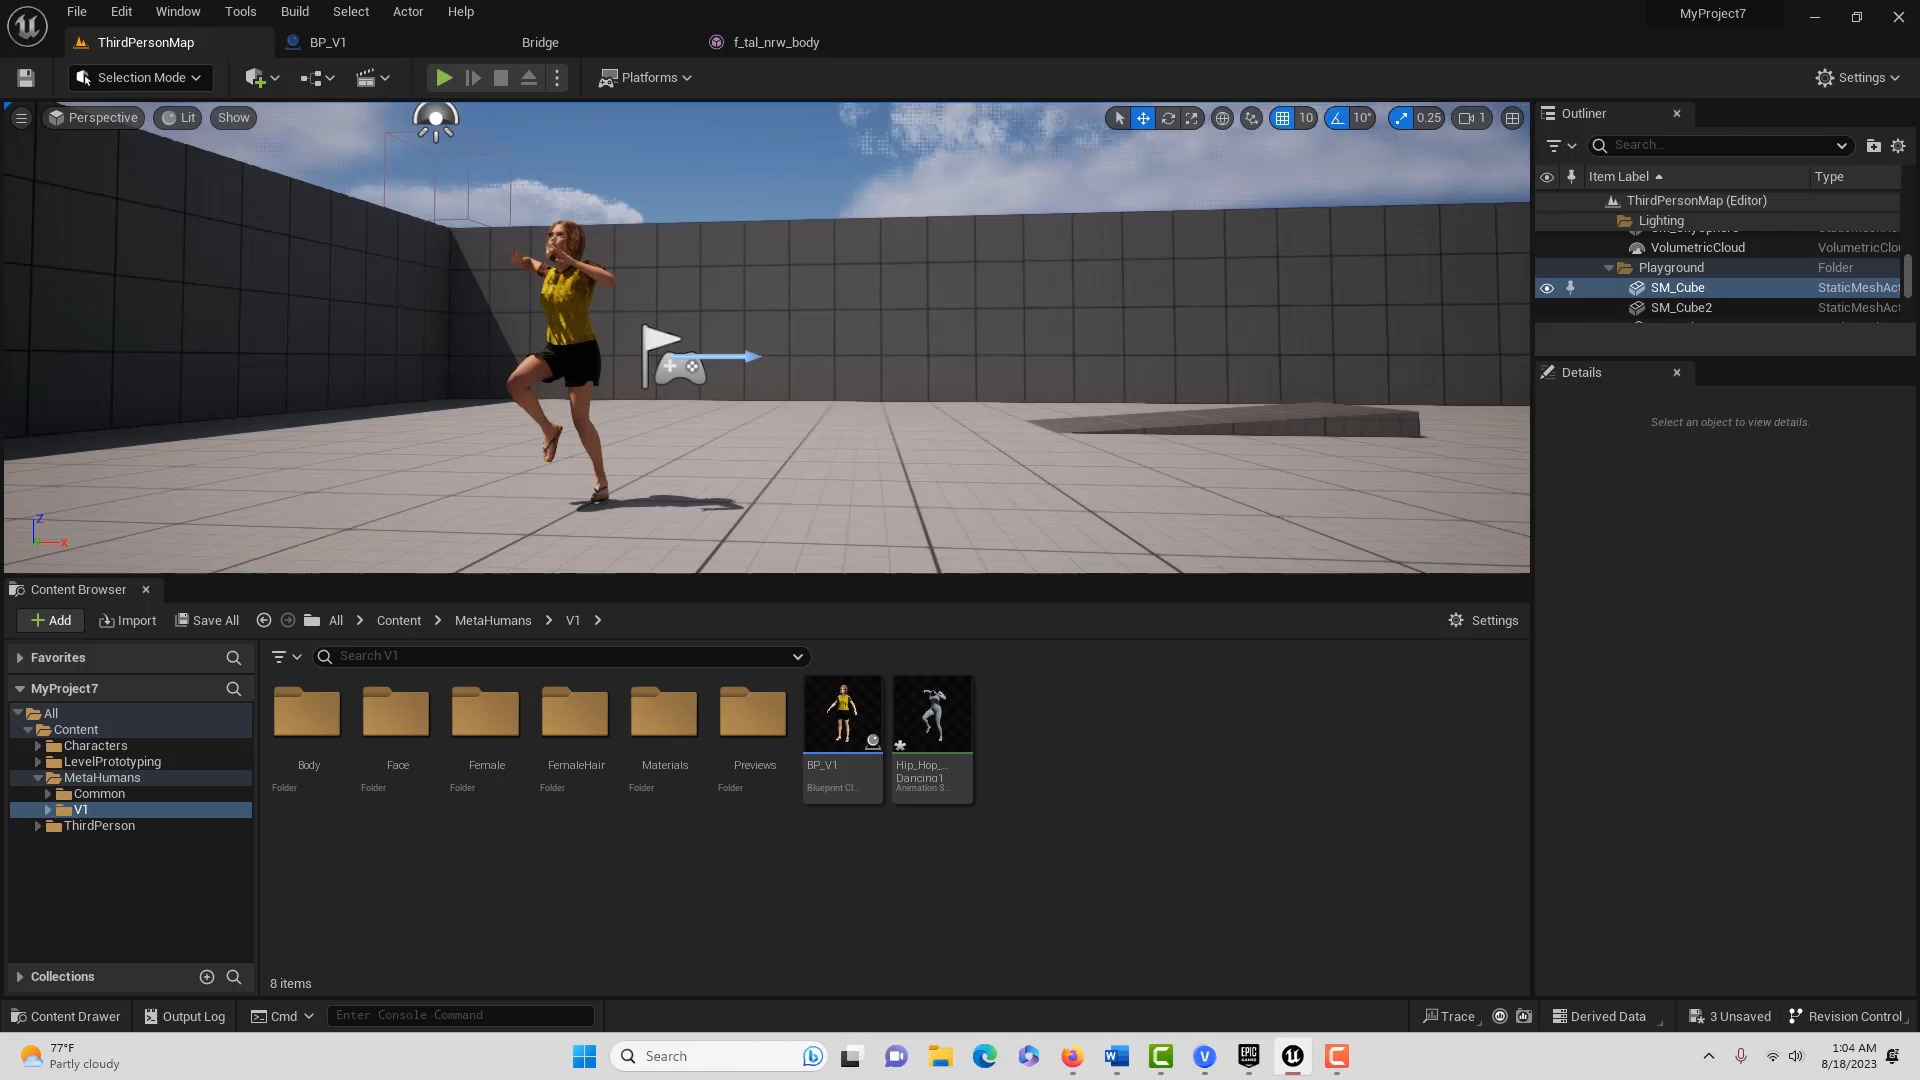 File Edit Window Tools Build Select Actor Help
MyProject7
ThirdPersonMap BP_V1 Bridge f_tal_nrw_body
Selection Mode Platforms Settings
Perspective Lit Show 10 10° 0.25 1
Outliner
Search...
Item Label Type
ThirdPersonMap (Editor)
Lighting
VolumetricCloud VolumetricClou
Playground Folder
SM_Cube StaticMeshAct
SM_Cube2 StaticMeshAct
Details
Select an object to view details.
Z
X
Content Browser
Add Import Save All All Content MetaHumans V1 Settings
Favorites
Search V1
MyProject7
All
Content
Characters
LevelPrototyping
MetaHumans
Common
V1
ThirdPerson
Collections
Body Face Female FemaleHair Materials Previews BP_V1 Hip_Hop_...
Dancing1
Folder Folder Folder Folder Folder Folder Blueprint Cl... Animation S...
8 items
Content Drawer Output Log Cmd Enter Console Command Trace Derived Data 3 Unsaved Revision Control
77°F
Partly cloudy
Search
EPIC
GAMES
1:04 AM
8/18/2023